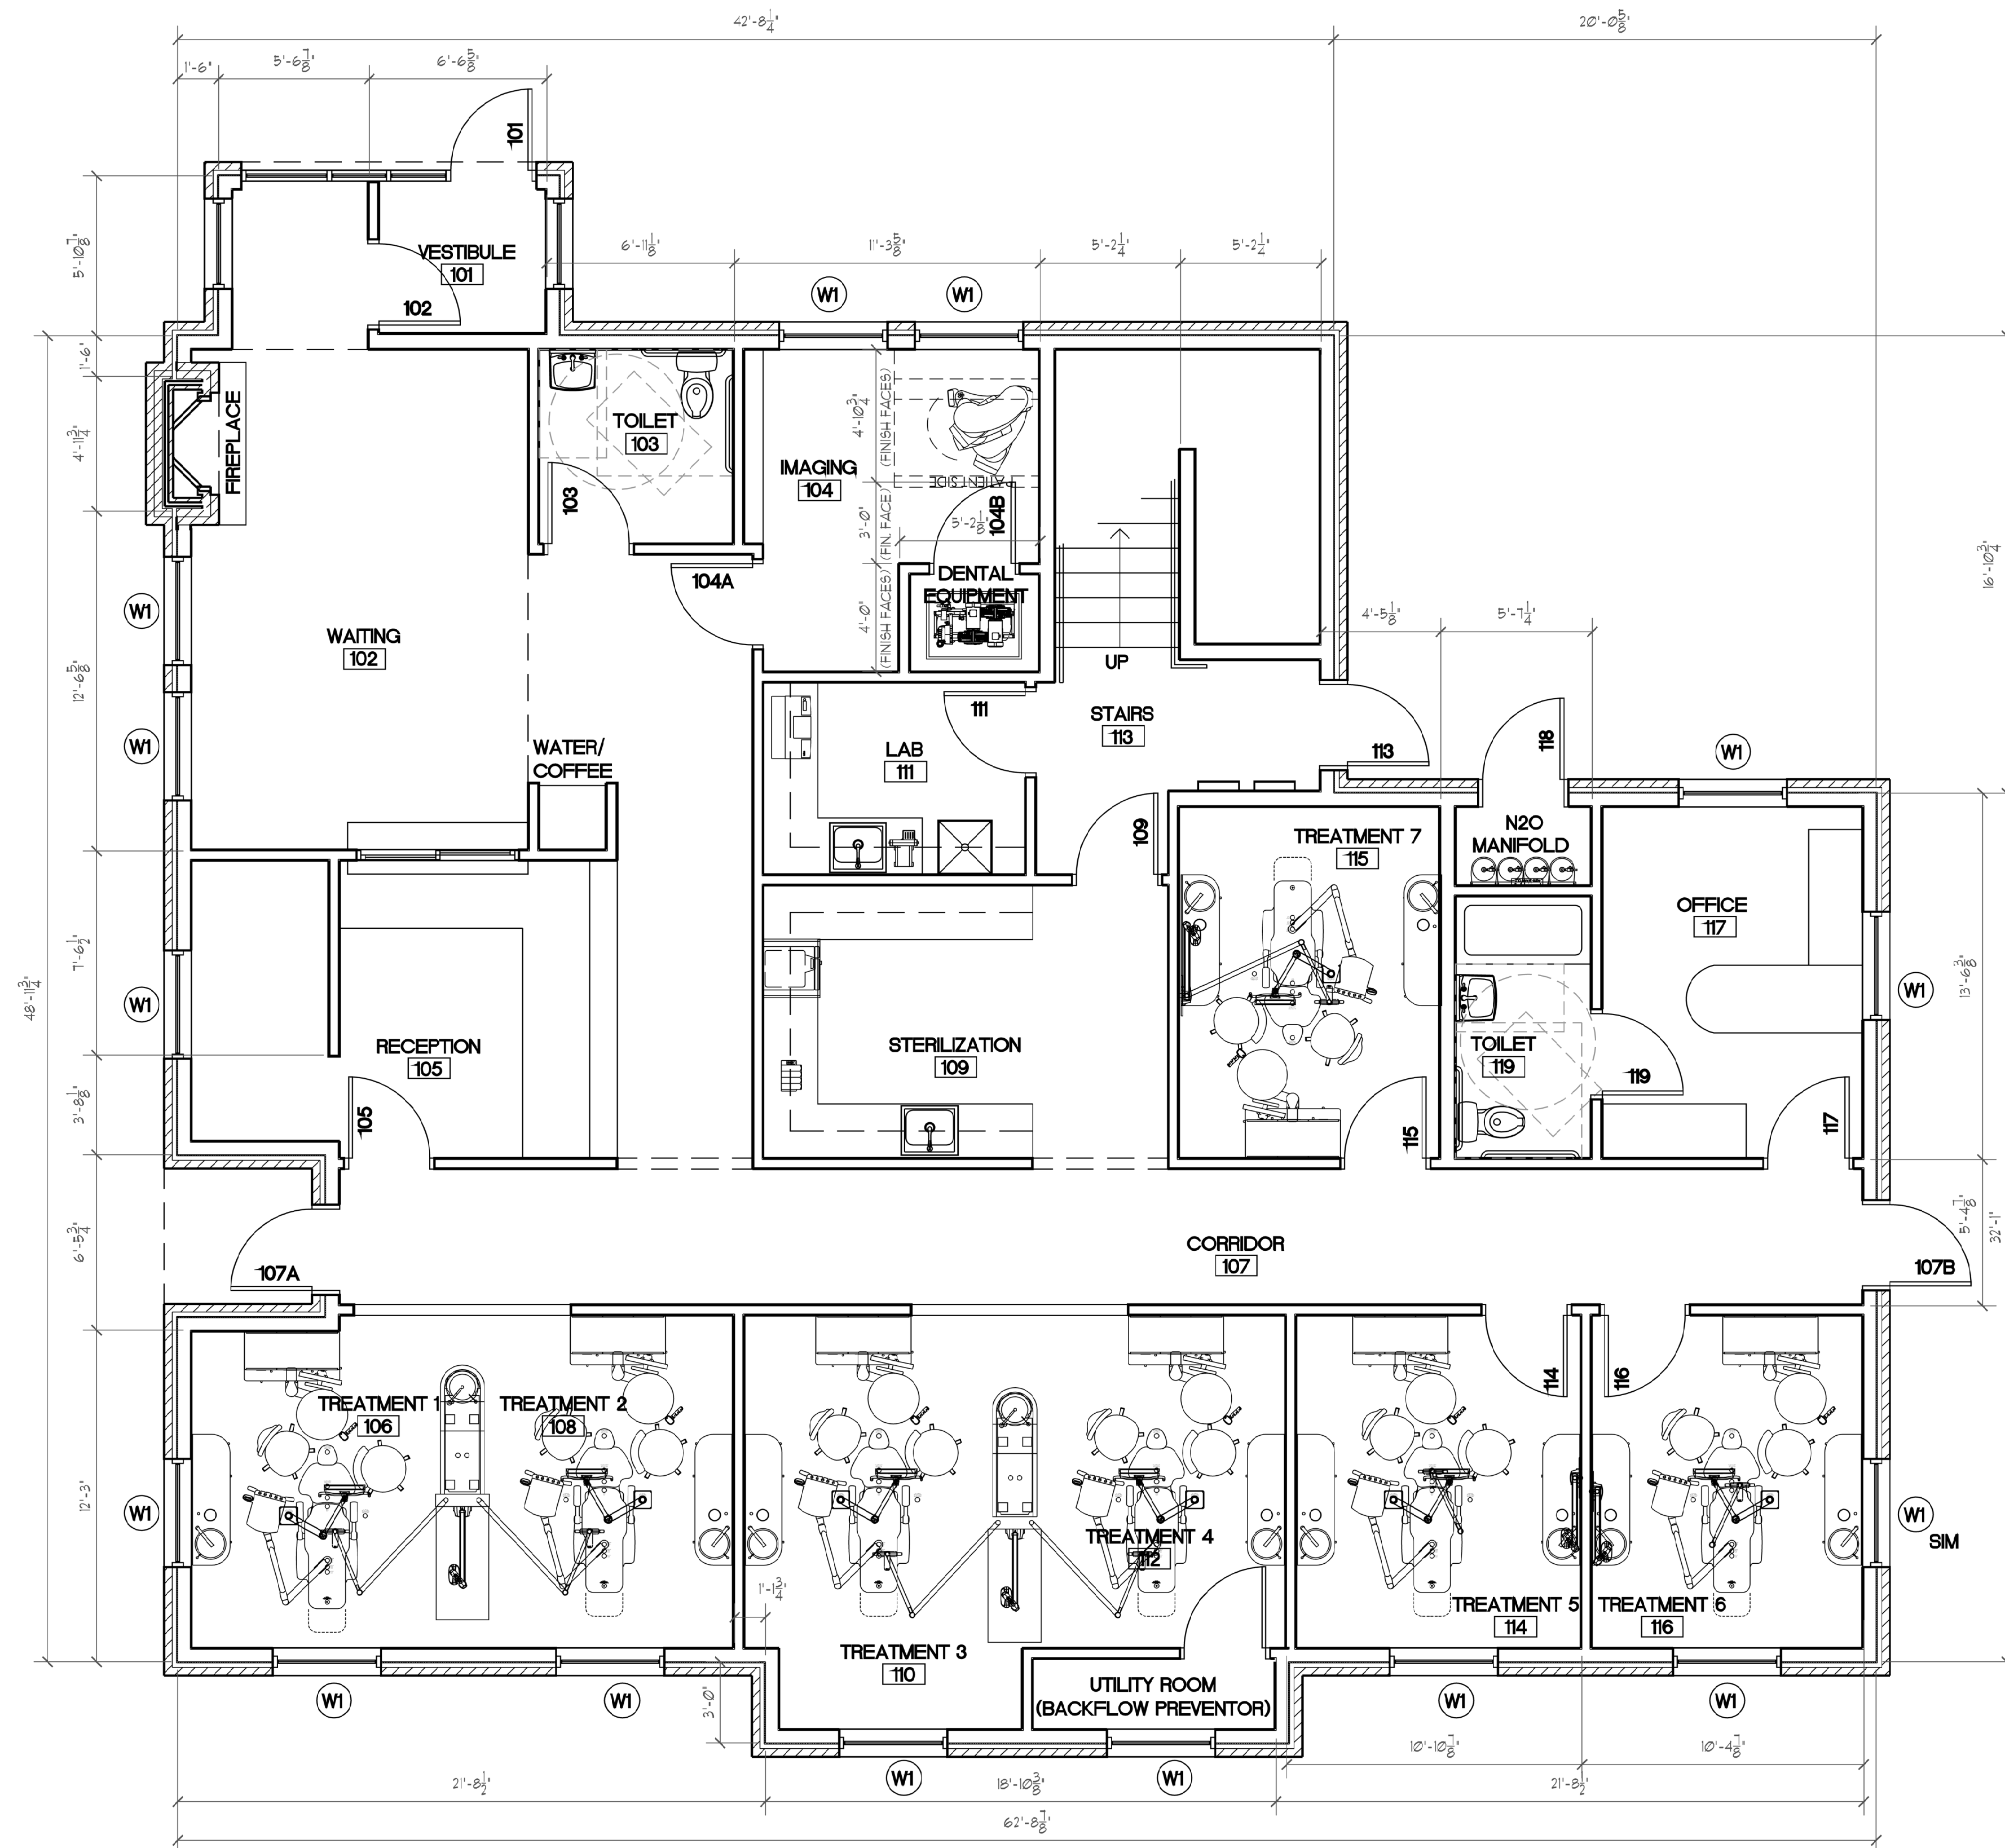 42'-8 1/4"
20'-0 5/8"
1'-6"
5'-6 7/8"
6'-6 5/8"
101
5'-10 7/8"
VESTIBULE
101
102
6'-11 1/8"
11'-3 5/8"
5'-2 1/4"
5'-2 1/4"
W1
W1
1'-6"
4'-11 3/4"
FIREPLACE
TOILET
103
103
IMAGING
104
4'-10 3/4"
(FINISH FACES)
PATIENT SIDE
3'-0"
(FIN. FACE)
5'-2 1/8"
104B
104A
DENTAL
EQUIPMENT
4'-0"
(FINISH FACES)
16'-10 3/4"
W1
WAITING
102
12'-6 5/8"
UP
4'-5 1/8"
5'-7 1/4"
W1
WATER/
COFFEE
LAB
111
111
STAIRS
113
113
118
W1
109
TREATMENT 7
115
N2O
MANIFOLD
OFFICE
117
7'-6 1/2"
48'-11 3/4"
W1
W1
13'-6 3/8"
RECEPTION
105
STERILIZATION
109
TOILET
119
119
3'-8 1/8"
105
115
117
6'-5 3/4"
107A
CORRIDOR
107
107B
5'-4 7/8"
32'-1"
TREATMENT 1
106
TREATMENT 2
108
114
116
12'-3"
W1
W1
SIM
TREATMENT 4
112
1'-1 3/4"
TREATMENT 5
114
TREATMENT 6
116
TREATMENT 3
110
UTILITY ROOM
(BACKFLOW PREVENTOR)
3'-0"
W1
W1
W1
W1
W1
W1
10'-10 7/8"
10'-4 7/8"
21'-8 1/2"
18'-10 3/8"
21'-8 1/2"
62'-8 7/8"